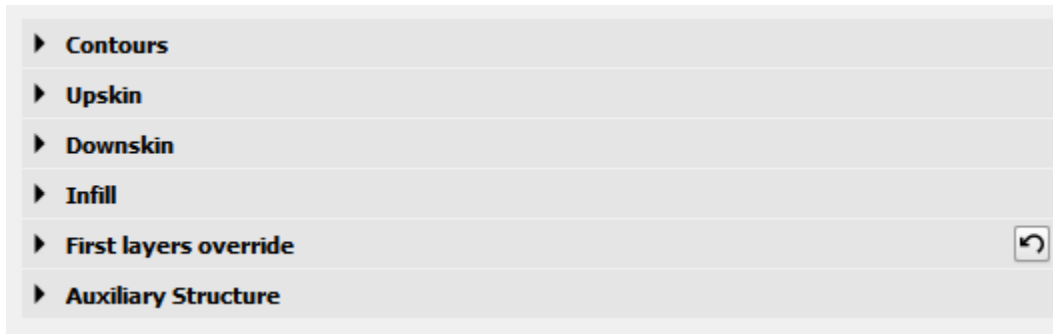 Contours
Upskin
Downskin
Infill
First layers override
Auxiliary Structure